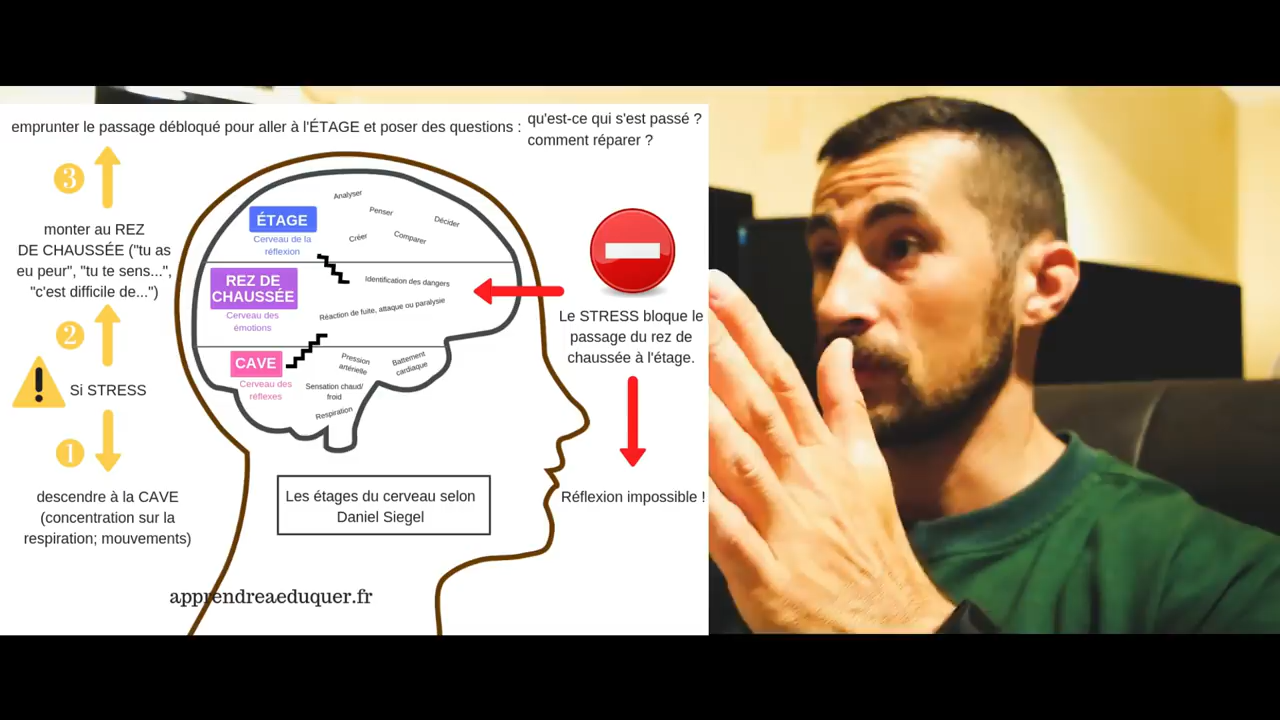 emprunter le passage débloqué pour aller à l'ÉTAGE et poser des questions :
qu'est-ce qui s'est passé ?
comment réparer ?
3
monter au REZ
DE CHAUSSÉE ("tu as
eu peur", "tu te sens...",
"c'est difficile de...")
2
Si STRESS
1
descendre à la CAVE
(concentration sur la
respiration; mouvements)
ÉTAGE
Cerveau de la
réflexion
Analyser
Penser
Décider
Créer
Comparer
REZ DE
CHAUSSÉE
Cerveau des
émotions
Identification des dangers
Réaction de fuite, attaque ou paralysie
CAVE
Cerveau des
réflexes
Pression
artérielle
Battement
cardiaque
Sensation chaud/
froid
Respiration
Le STRESS bloque le
passage du rez de
chaussée à l'étage.
Réflexion impossible !
Les étages du cerveau selon
Daniel Siegel
apprendreaeduquer.fr